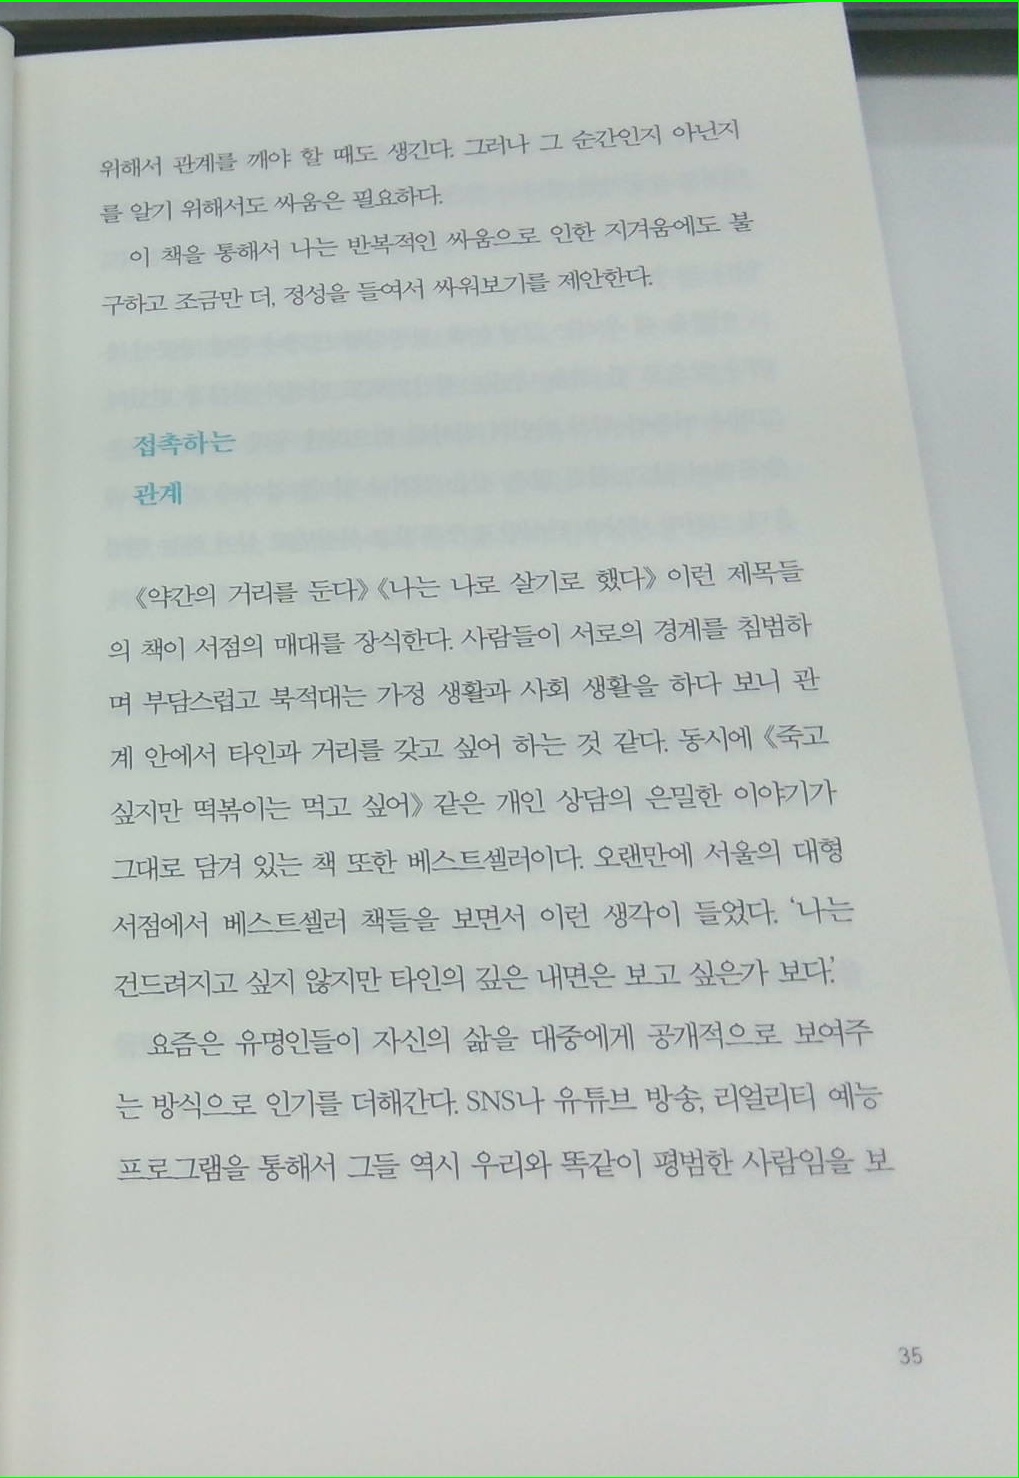 위해서 관계를 깨야 할 때도 생긴다. 그러나 그 순간인지 아닌지
를 알기 위해서도 싸움은 필요하다.
이 책을 통해서 나는 반복적인 싸움으로 인한 지겨움에도 불
구하고 조금만 더, 정성을 들여서 싸워보기를 제안한다.
접촉하는
관계
《약간의 거리를 둔다》《나는 나로 살기로 했다》 이런 제목들
의 책이 서점의 매대를 장식한다. 사람들이 서로의 경계를 침범하
며 부담스럽고 북적대는 가정 생활과 사회 생활을 하다 보니 관
계 안에서 타인과 거리를 갖고 싶어 하는 것 같다. 동시에 《죽고
싶지만 떡볶이는 먹고 싶어》 같은 개인 상담의 은밀한 이야기가
그대로 담겨 있는 책 또한 베스트셀러이다. 오랜만에 서울의 대형
서점에서 베스트셀러 책들을 보면서 이런 생각이 들었다. ‘나는
건드려지고 싶지 않지만 타인의 깊은 내면은 보고 싶은가 보다.’
요즘은 유명인들이 자신의 삶을 대중에게 공개적으로 보여주
는 방식으로 인기를 더해간다. SNS나 유튜브 방송, 리얼리티 예능
프로그램을 통해서 그들 역시 우리와 똑같이 평범한 사람임을 보
35